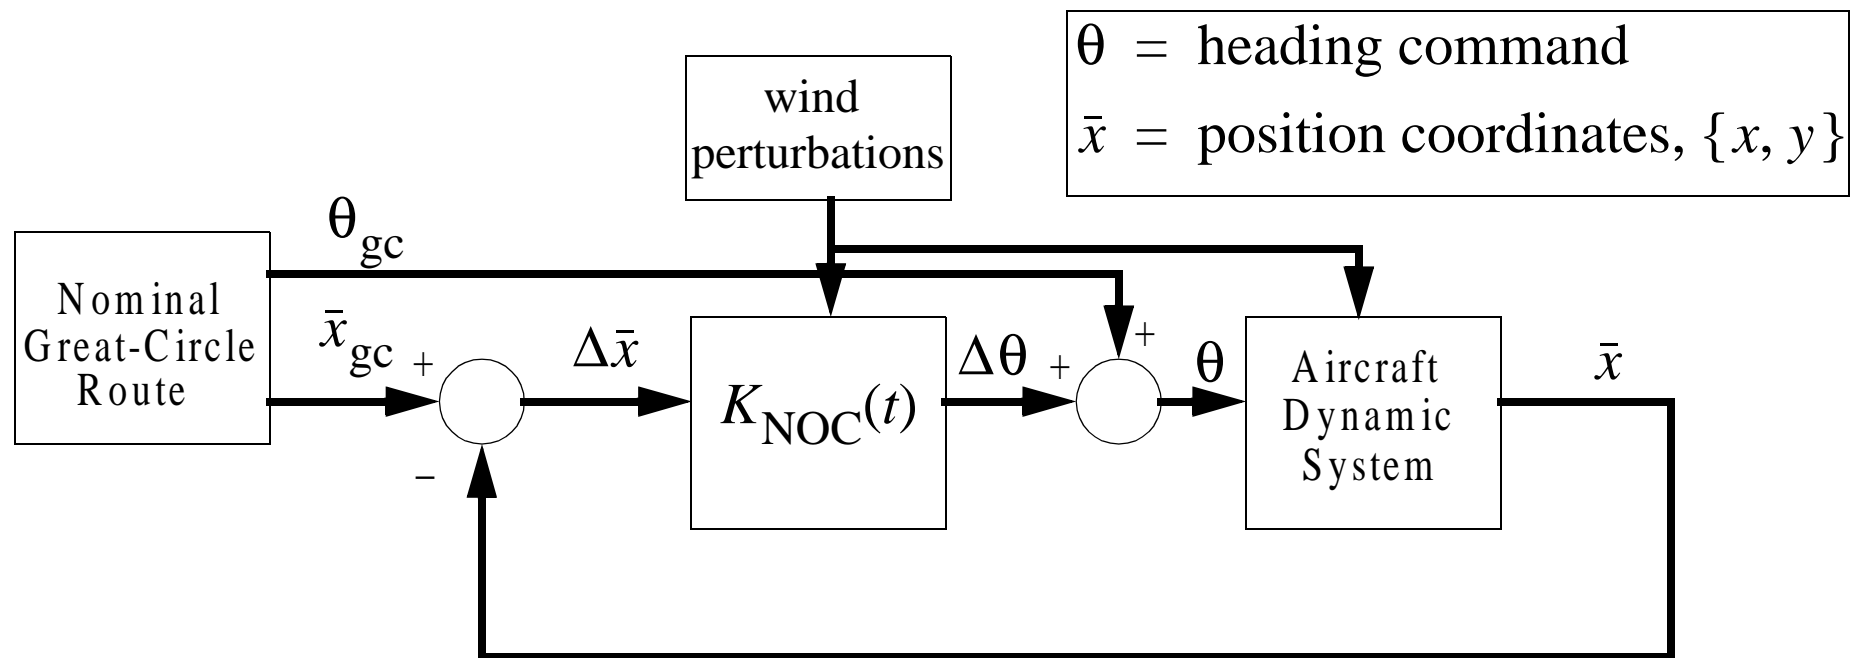 θ = heading command
x̄ = position coordinates, {x, y}
wind
perturbations
θgc
Nominal
Great-Circle
Route
x̄gc
+
−
Δx̄
KNOC(t)
Δθ
+
+
θ
Aircraft
Dynamic
System
x̄